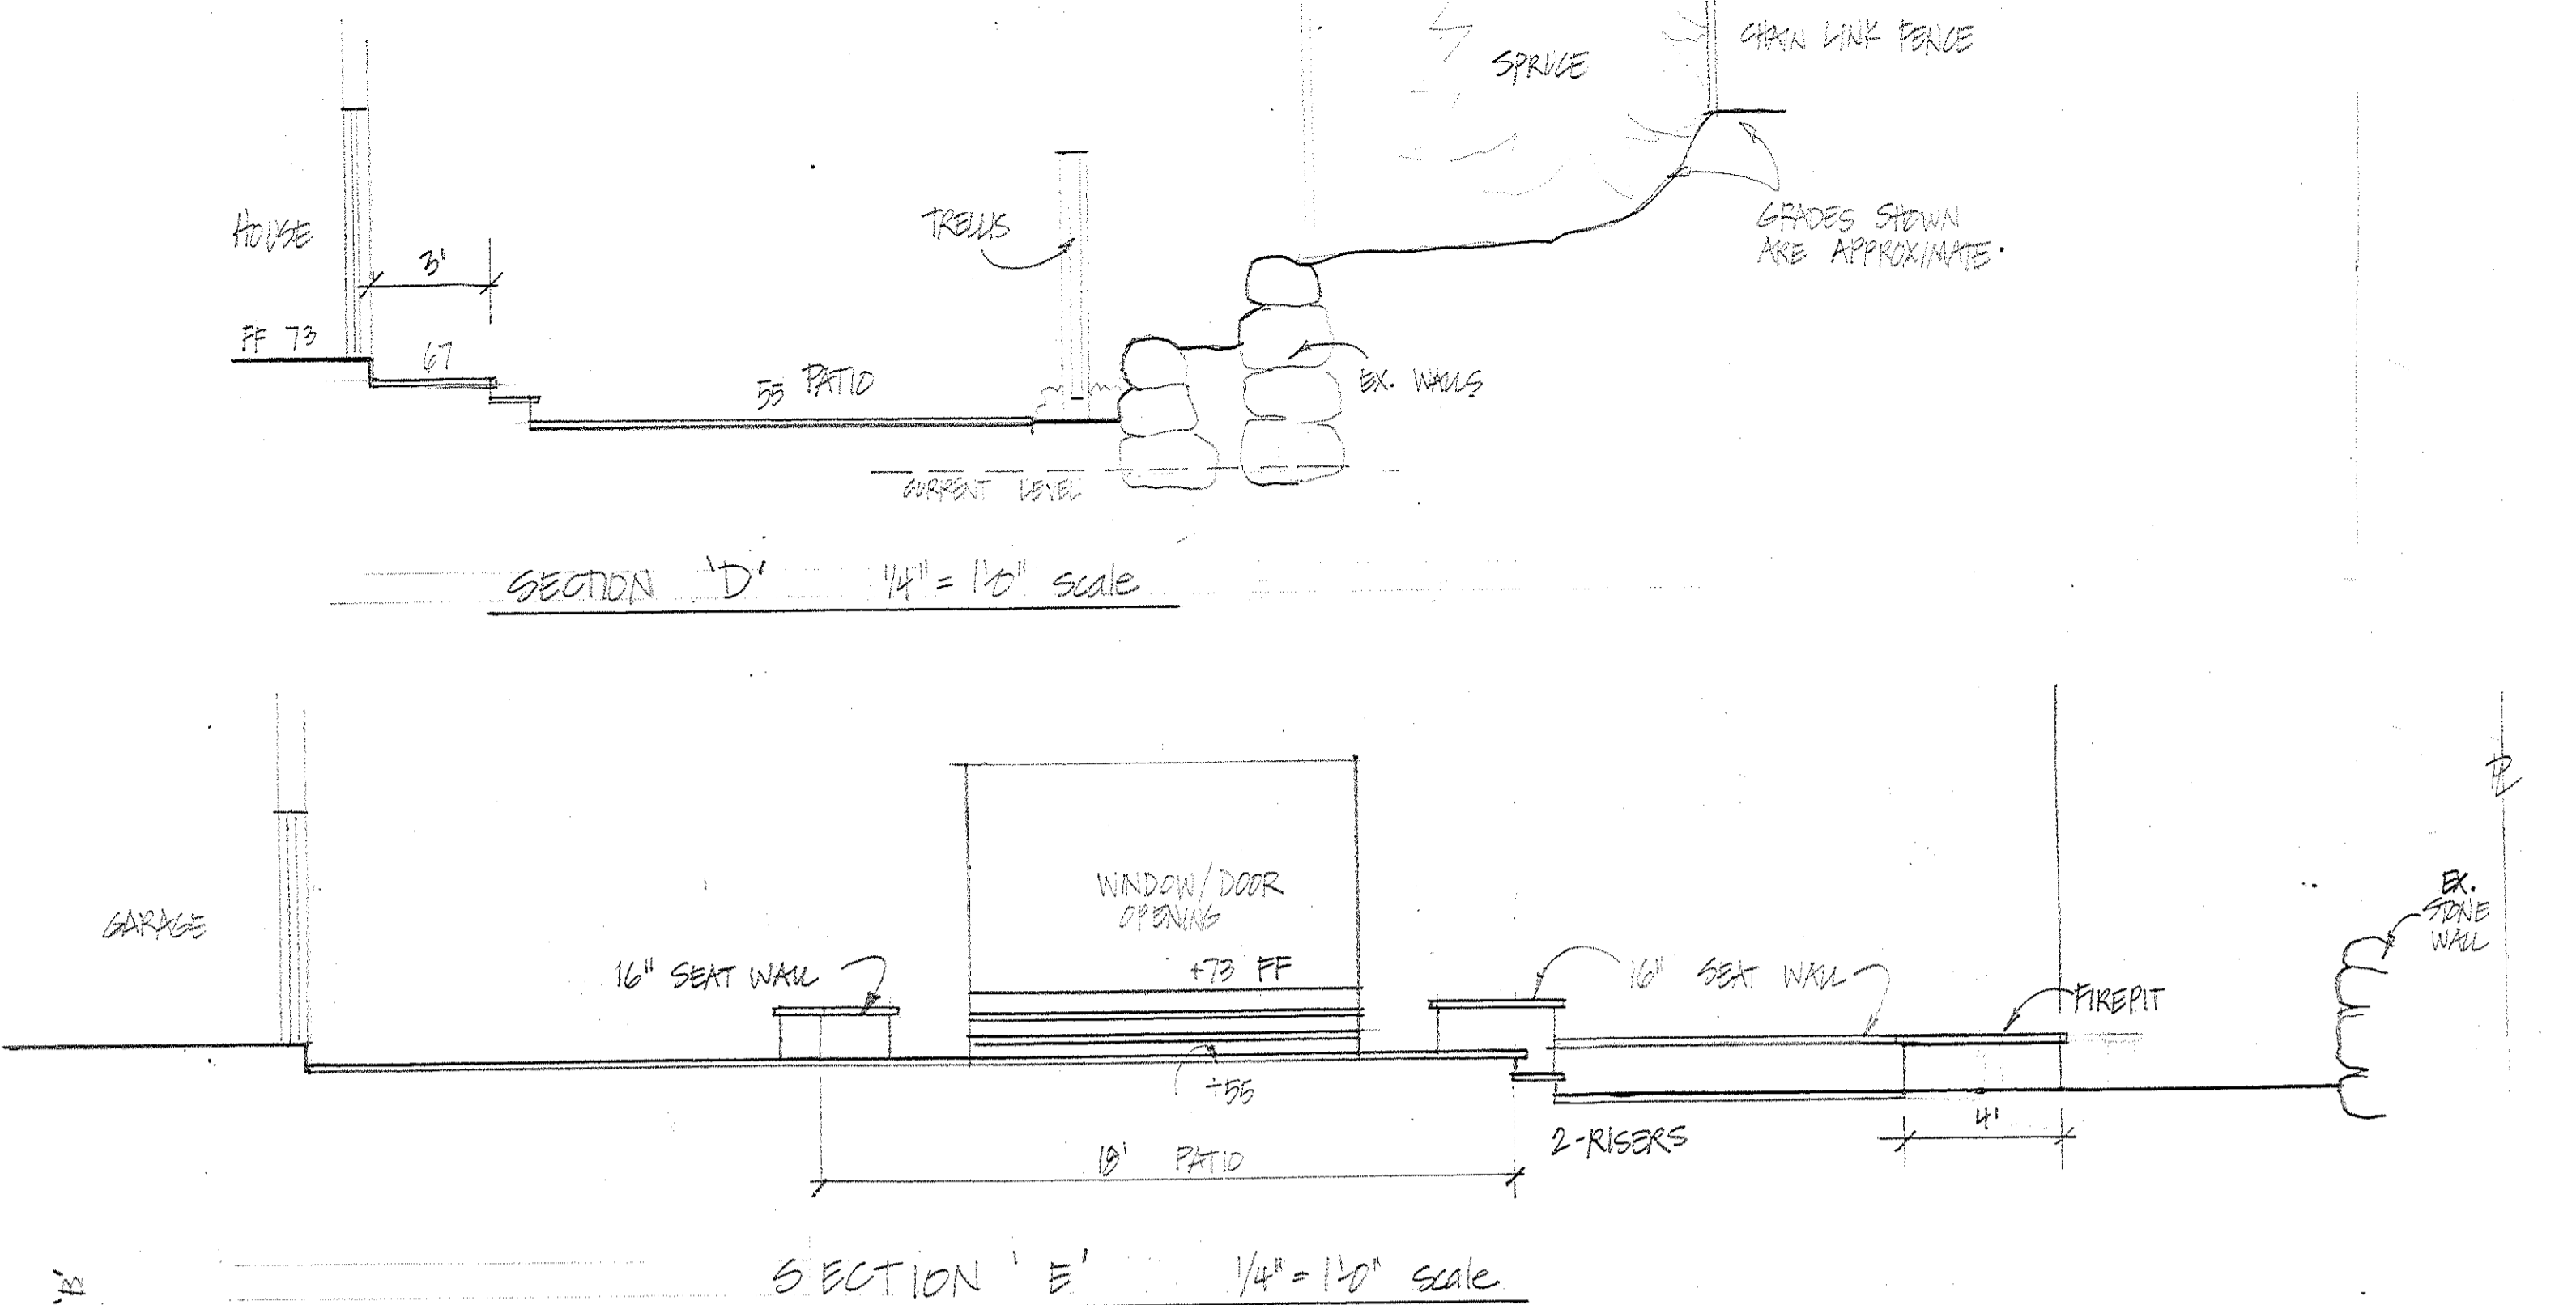 SPRUCE
CHAIN LINK FENCE
HOUSE
3'
TRELLIS
GRADES SHOWN
ARE APPROXIMATE.
FF 73
67
55 PATIO
EX. WALLS
CURRENT LEVEL
SECTION 'D' 1/4" = 1'-0" scale
GARAGE
WINDOW/DOOR
OPENING
+73 FF
16" SEAT WALL
16" SEAT WALL
FIREPIT
EX.
STONE
WALL
PL
+55
2-RISERS
4'
18' PATIO
SECTION 'E' 1/4" = 1'-0" scale